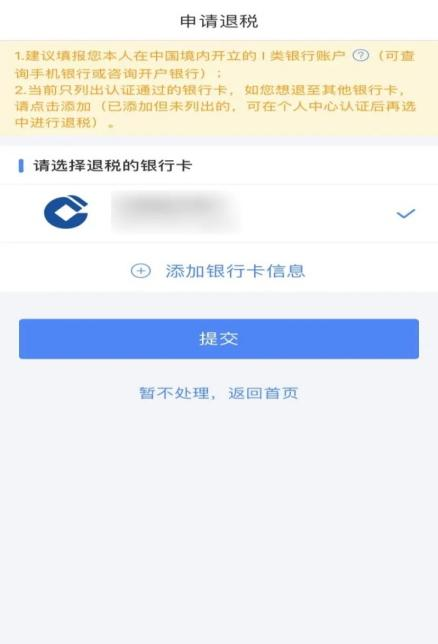 申请退税
1.建议填报您本人在中国境内开立的 I 类银行账户 ? （可查
询手机银行或咨询开户银行）；
2.当前只列出认证通过的银行卡，如您想退至其他银行卡，
请点击添加（已添加但未列出的，可在个人中心认证后再选
中进行退税）。
请选择退税的银行卡
添加银行卡信息
提交
暂不处理，返回首页